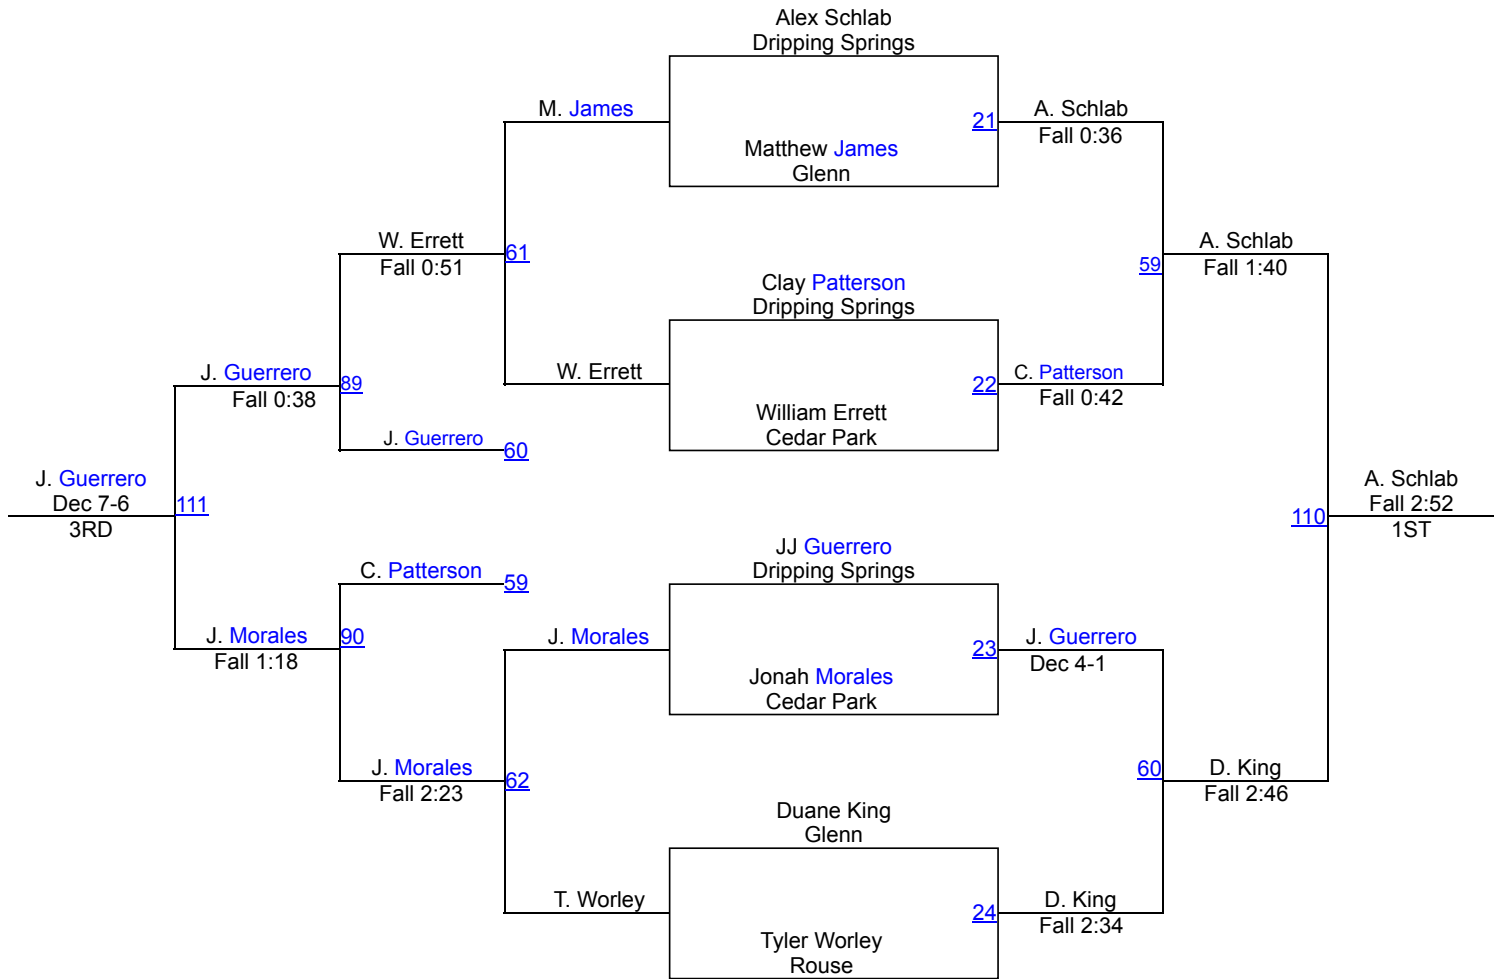 Alex Schlab
Dripping Springs
M. James
21
A. Schlab
Fall 0:36
Matthew James
Glenn
W. Errett
Fall 0:51
61
A. Schlab
Fall 1:40
59
Clay Patterson
Dripping Springs
J. Guerrero
Fall 0:38
89
W. Errett
22
C. Patterson
Fall 0:42
William Errett
Cedar Park
J. Guerrero
60
J. Guerrero
Dec 7-6
3RD
111
A. Schlab
Fall 2:52
1ST
110
JJ Guerrero
Dripping Springs
C. Patterson
59
J. Morales
Fall 1:18
90
J. Morales
23
J. Guerrero
Dec 4-1
Jonah Morales
Cedar Park
J. Morales
Fall 2:23
62
60
D. King
Fall 2:46
Duane King
Glenn
T. Worley
24
D. King
Fall 2:34
Tyler Worley
Rouse